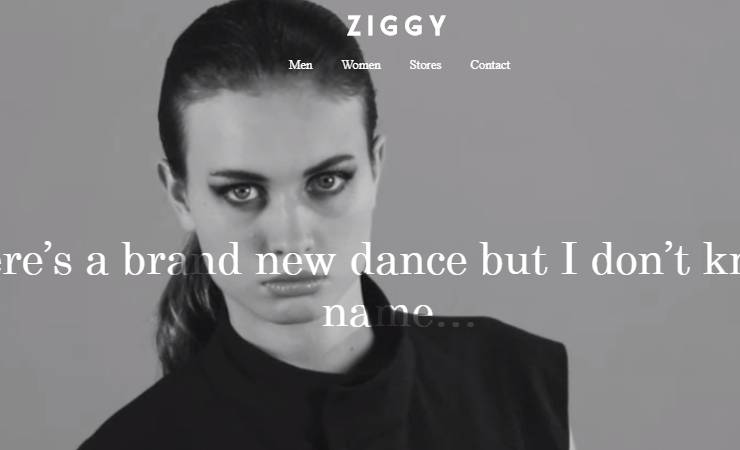 ZIGGY
Men Women Stores Contact
ere’s a brand new dance but I don’t kn
name...